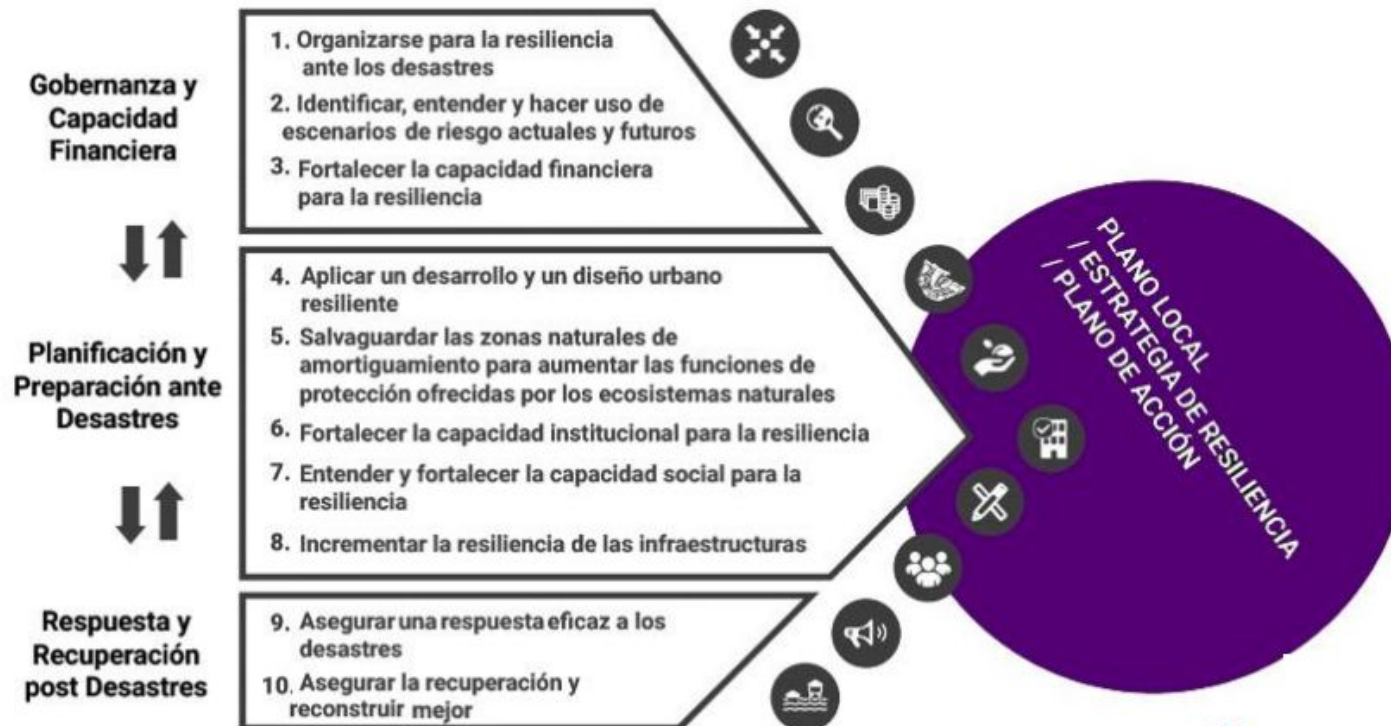 Gobernanza y
Capacidad
Financiera
1. Organizarse para la resiliencia
ante los desastres
2. Identificar, entender y hacer uso de
escenarios de riesgo actuales y futuros
3. Fortalecer la capacidad financiera
para la resiliencia
Planificación y
Preparación ante
Desastres
4. Aplicar un desarrollo y un diseño urbano
resiliente
5. Salvaguardar las zonas naturales de
amortiguamiento para aumentar las funciones de
protección ofrecidas por los ecosistemas naturales
6. Fortalecer la capacidad institucional para la resiliencia
7. Entender y fortalecer la capacidad social para la
resiliencia
8. Incrementar la resiliencia de las infraestructuras
Respuesta y
Recuperación
post Desastres
9. Asegurar una respuesta eficaz a los
desastres
10. Asegurar la recuperación y
reconstruir mejor
PLANO LOCAL
/ ESTRATEGIA DE RESILIENCIA
/ PLANO DE ACCIÓN